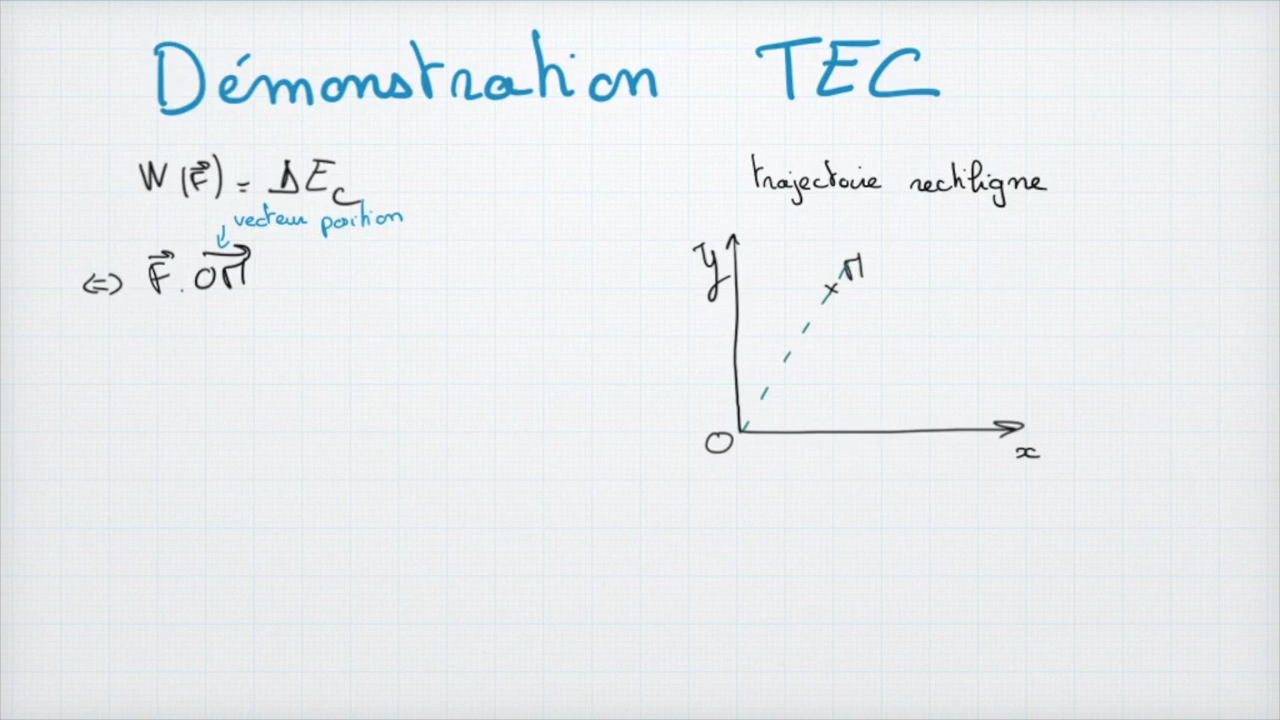 Démonstration TEC
W(F⃗) = ΔEc
vecteur position
⇔ F⃗ . OM⃗
trajectoire rectiligne
y
M
O
x